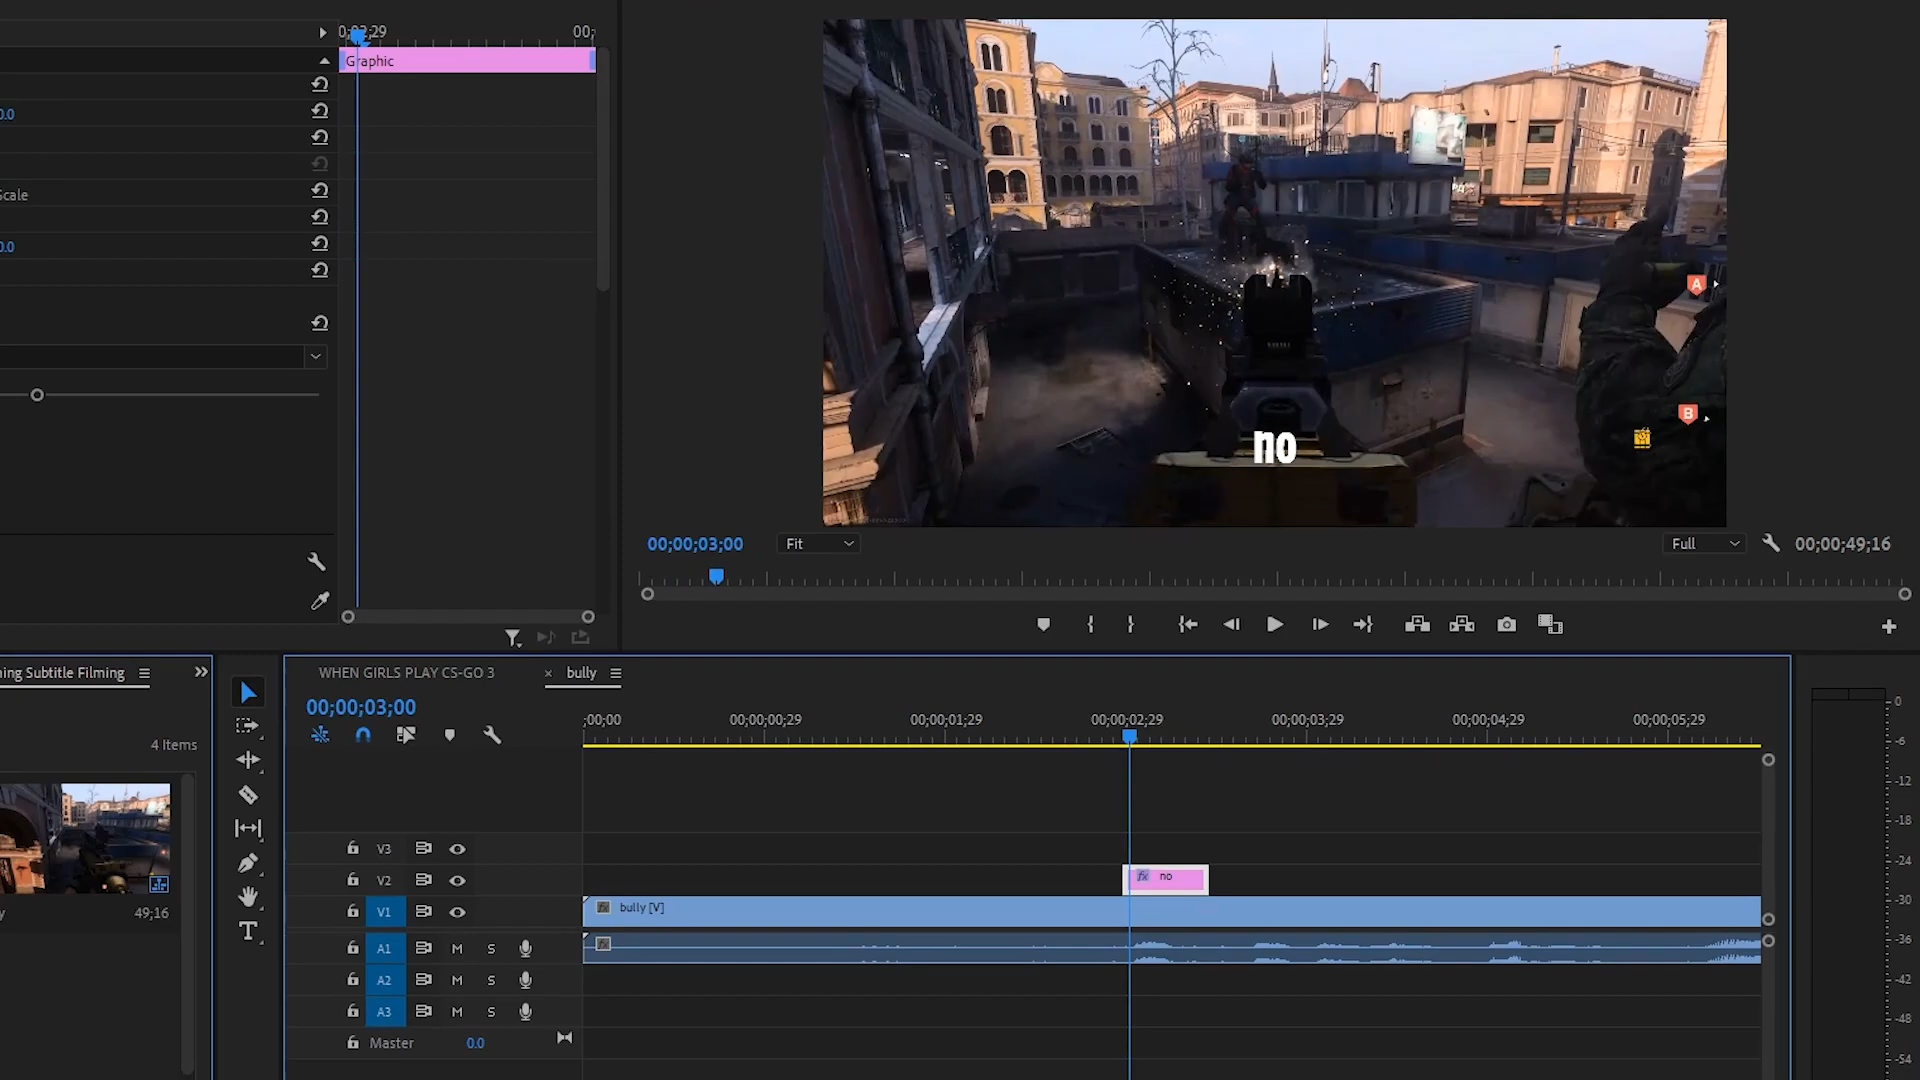 0;02;29
00;
Graphic
0.0
Scale
0.0
no
A
B
00;00;03;00
Fit
Full
00;00;49;16
ing Subtitle Filming
4 Items
y
49;16
WHEN GIRLS PLAY CS-GO 3
× bully
00;00;03;00
;00;00
00;00;00;29
00;00;01;29
00;00;02;29
00;00;03;29
00;00;04;29
00;00;05;29
V3
V2
fx no
V1
fx bully [V]
A1 M S
fx
A2 M S
A3 M S
Master 0.0
0
-6
-12
-18
-24
-30
-36
-42
-48
-54